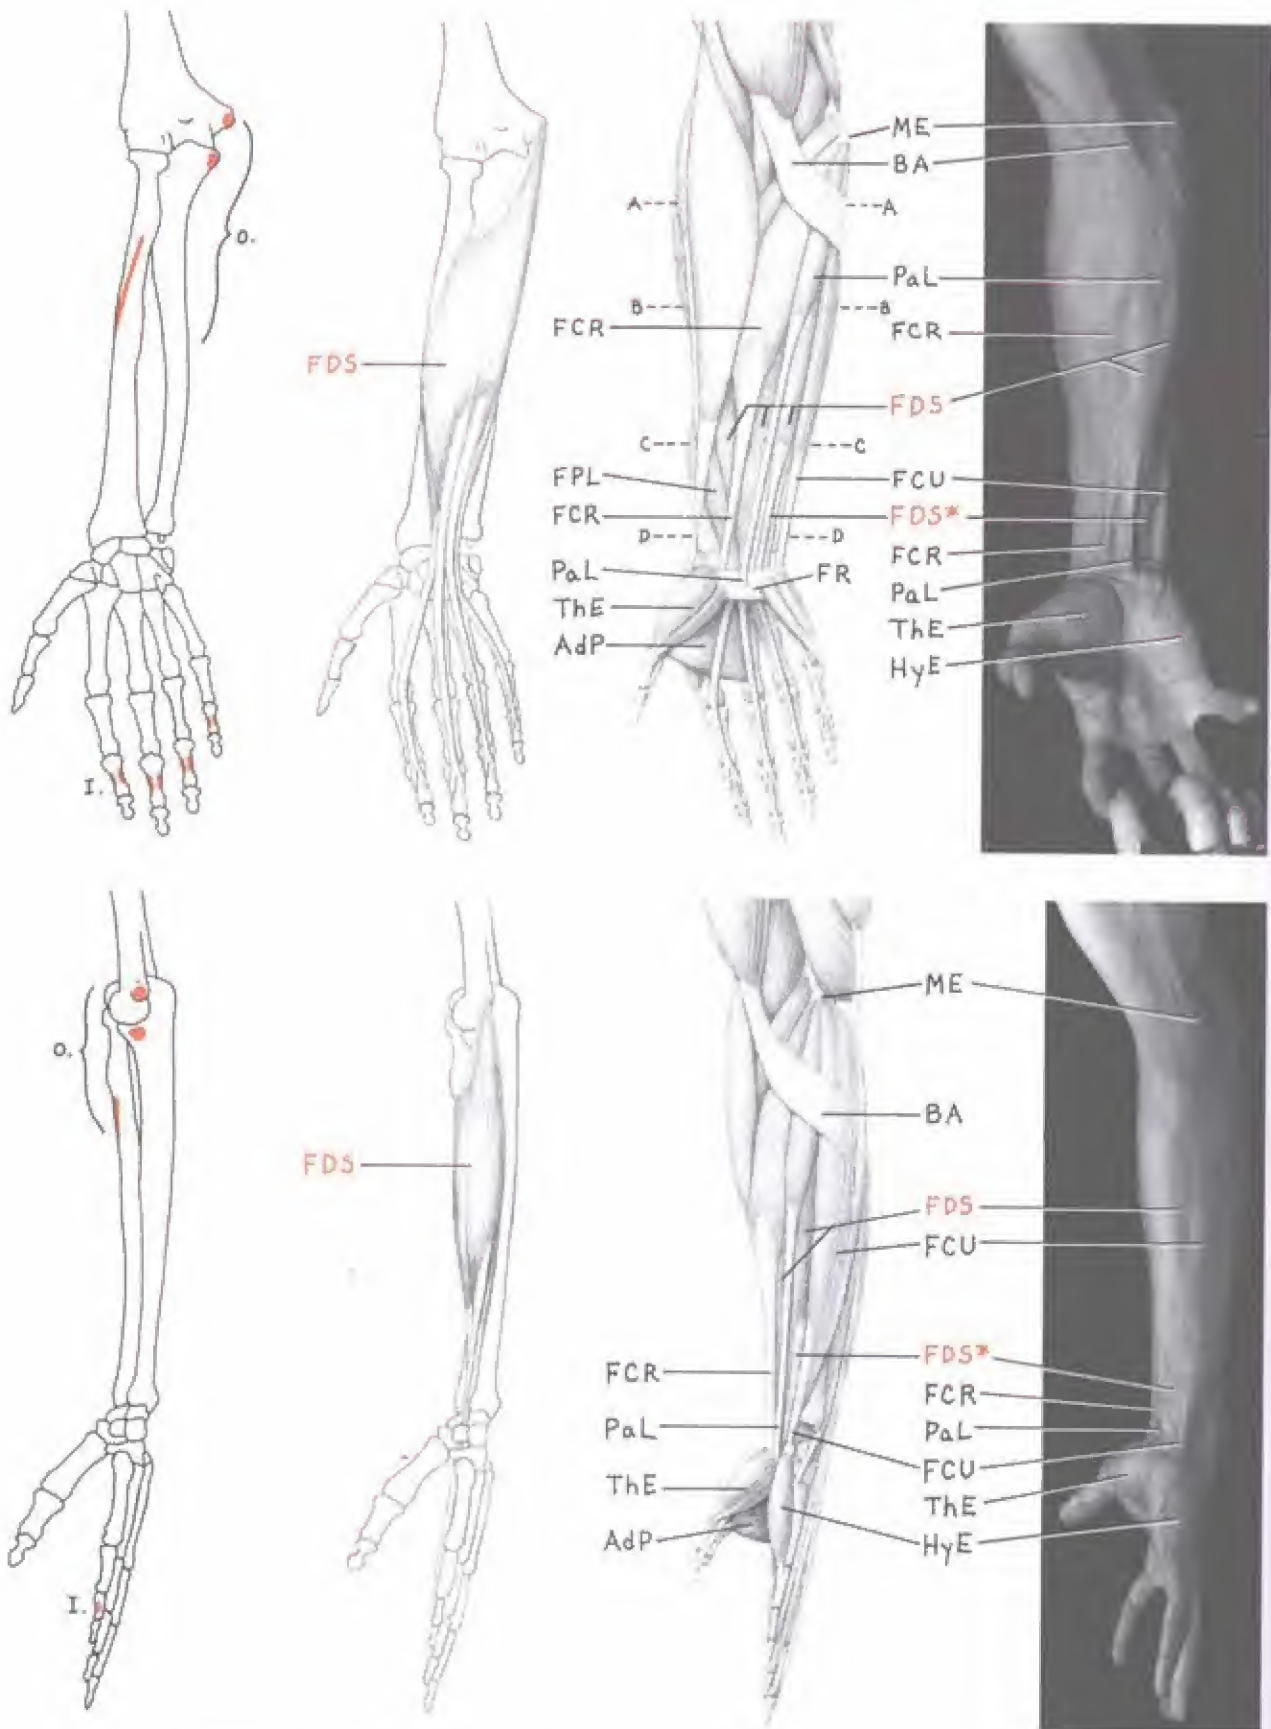 O.
I.
FDS
A
A
B
B
C
C
D
D
FCR
FPL
FCR
PaL
ThE
AdP
FR
ME
BA
PaL
FCR
FDS
FCU
FDS*
FCR
PaL
ThE
HyE
O.
I.
FDS
FCR
PaL
ThE
AdP
ME
BA
FDS
FCU
FDS*
FCR
PaL
FCU
ThE
HyE